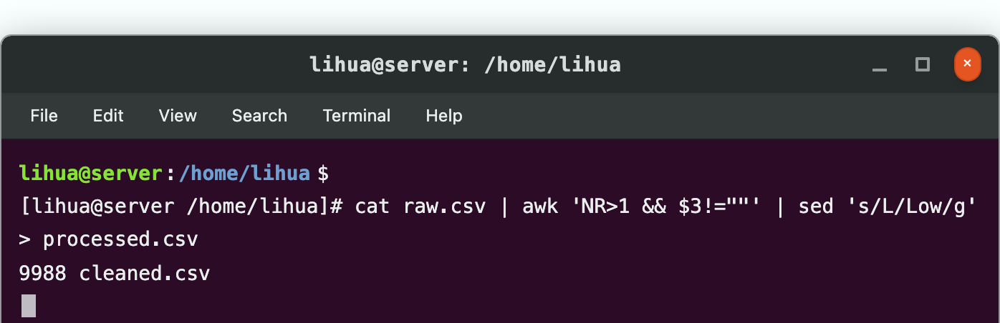 lihua@server: /home/lihua
×
File Edit View Search Terminal Help
lihua@server:/home/lihua $
[lihua@server /home/lihua]# cat raw.csv | awk 'NR>1 && $3!=""' | sed 's/L/Low/g'
> processed.csv
9988 cleaned.csv